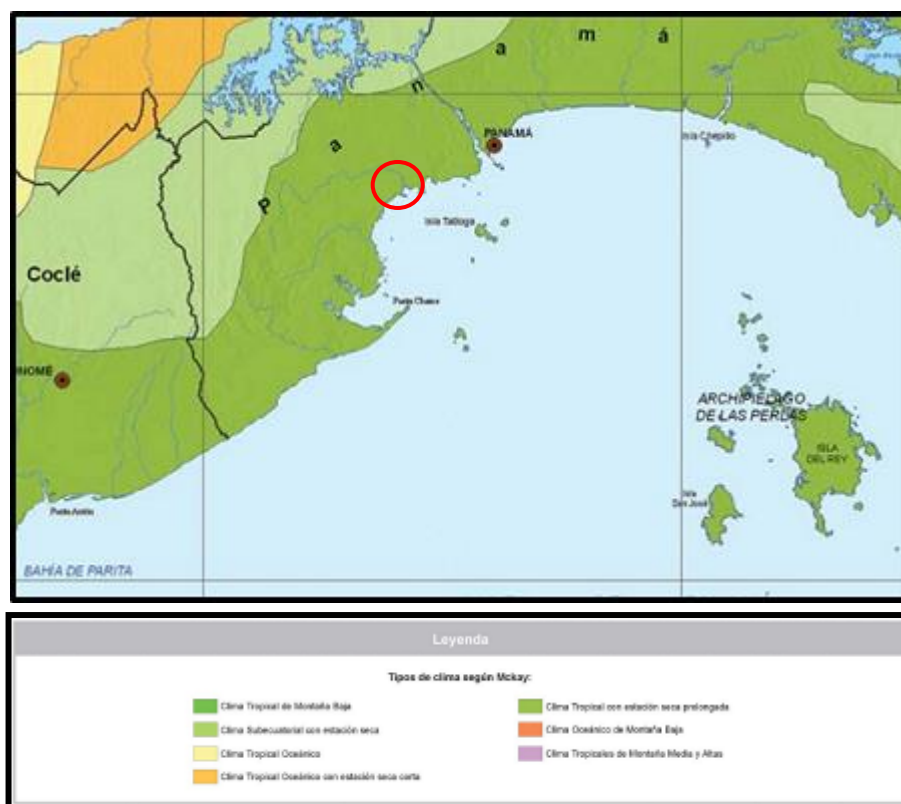 P a n a m á
PANAMÁ
Isla Chepillo
Isla Taboga
Coclé
Punta Chame
NOMÉ
ARCHIPIÉLAGO
DE LAS PERLAS
ISLA
DEL REY
Isla
San José
Punta Antón
BAHÍA DE PARITA
Leyenda
Tipos de clima según Mckay:
Clima Tropical de Montaña Baja
Clima Subecuatorial con estación seca
Clima Tropical Oceánico
Clima Tropical Oceánico con estación seca corta
Clima Tropical con estación seca prolongada
Clima Oceánico de Montaña Baja
Clima Tropicales de Montaña Media y Altas